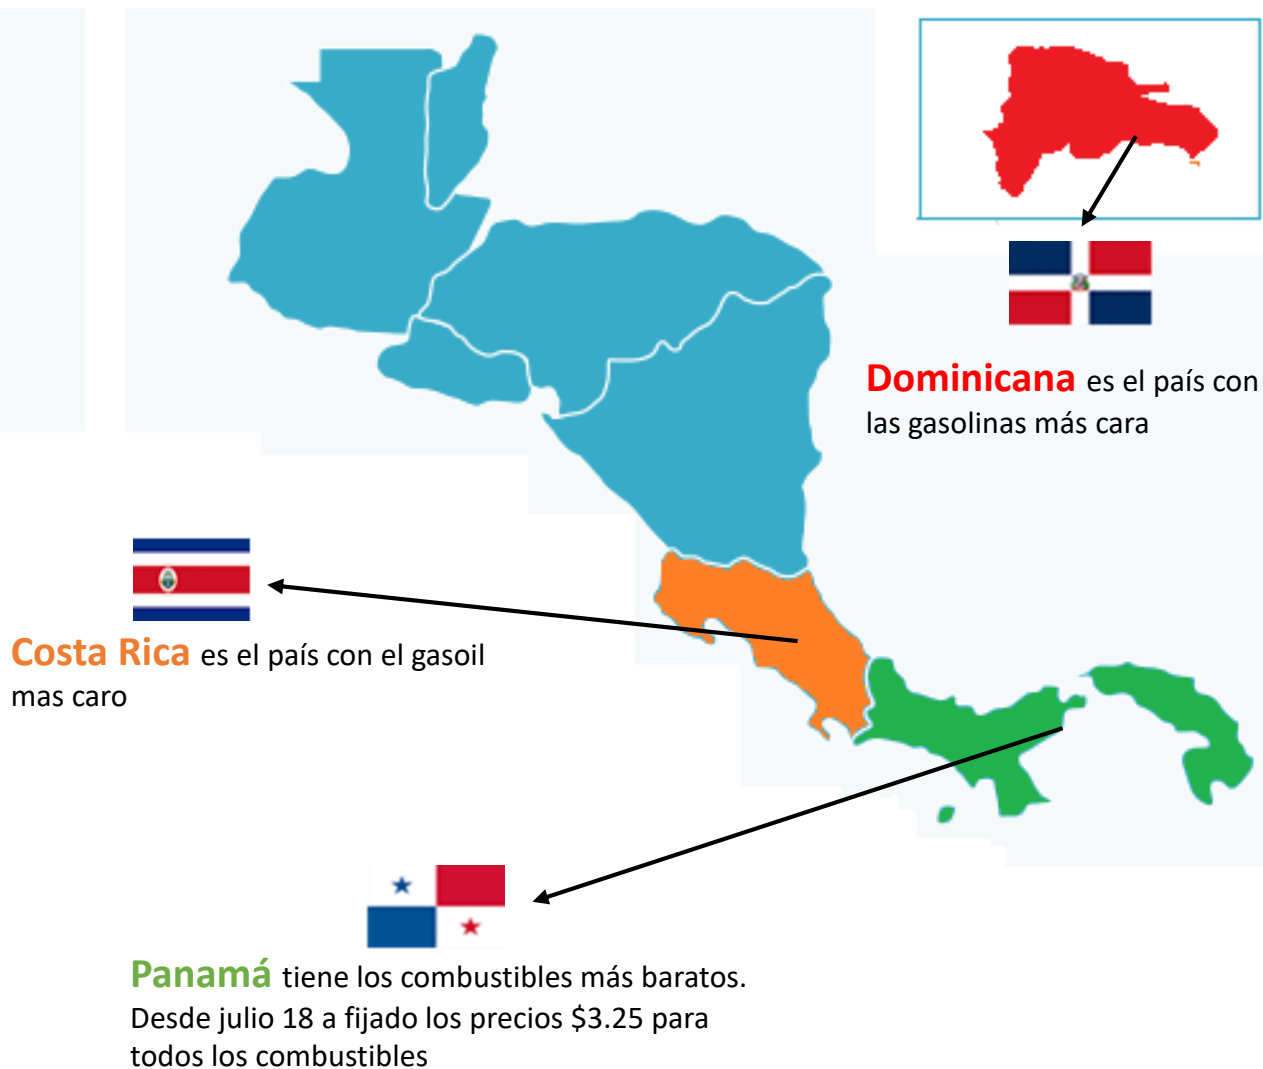 Dominicana es el país con
las gasolinas más cara
Costa Rica es el país con el gasoil
mas caro
Panamá tiene los combustibles más baratos.
Desde julio 18 a fijado los precios $3.25 para
todos los combustibles